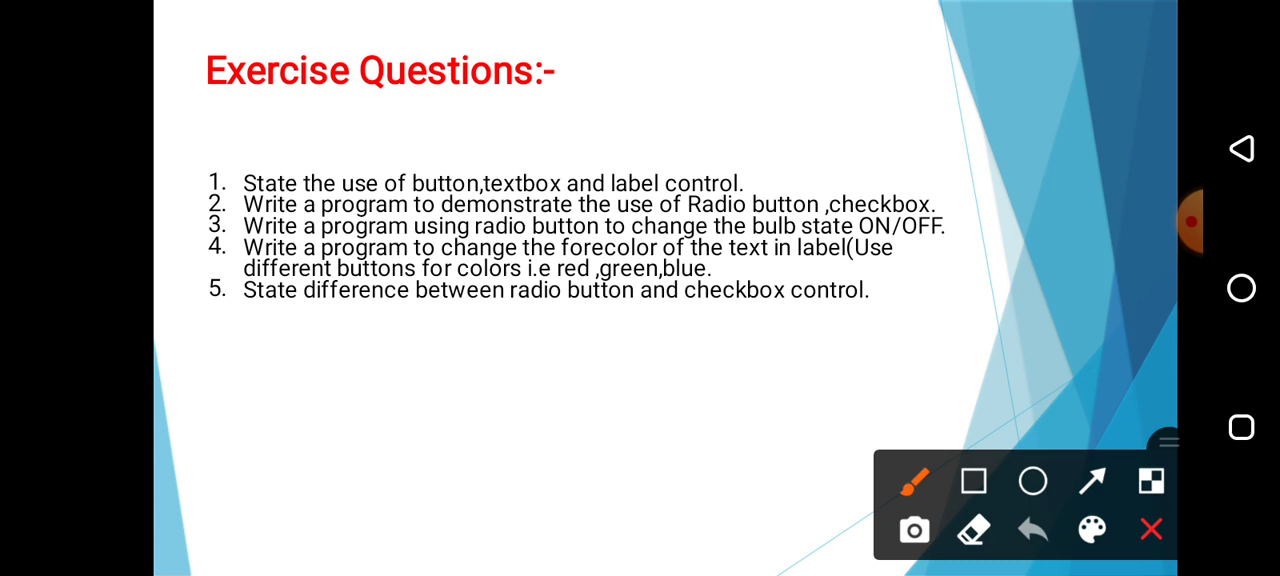 Exercise Questions:-
1. State the use of button,textbox and label control.
2. Write a program to demonstrate the use of Radio button ,checkbox.
3. Write a program using radio button to change the bulb state ON/OFF.
4. Write a program to change the forecolor of the text in label(Use
different buttons for colors i.e red ,green,blue.
5. State difference between radio button and checkbox control.